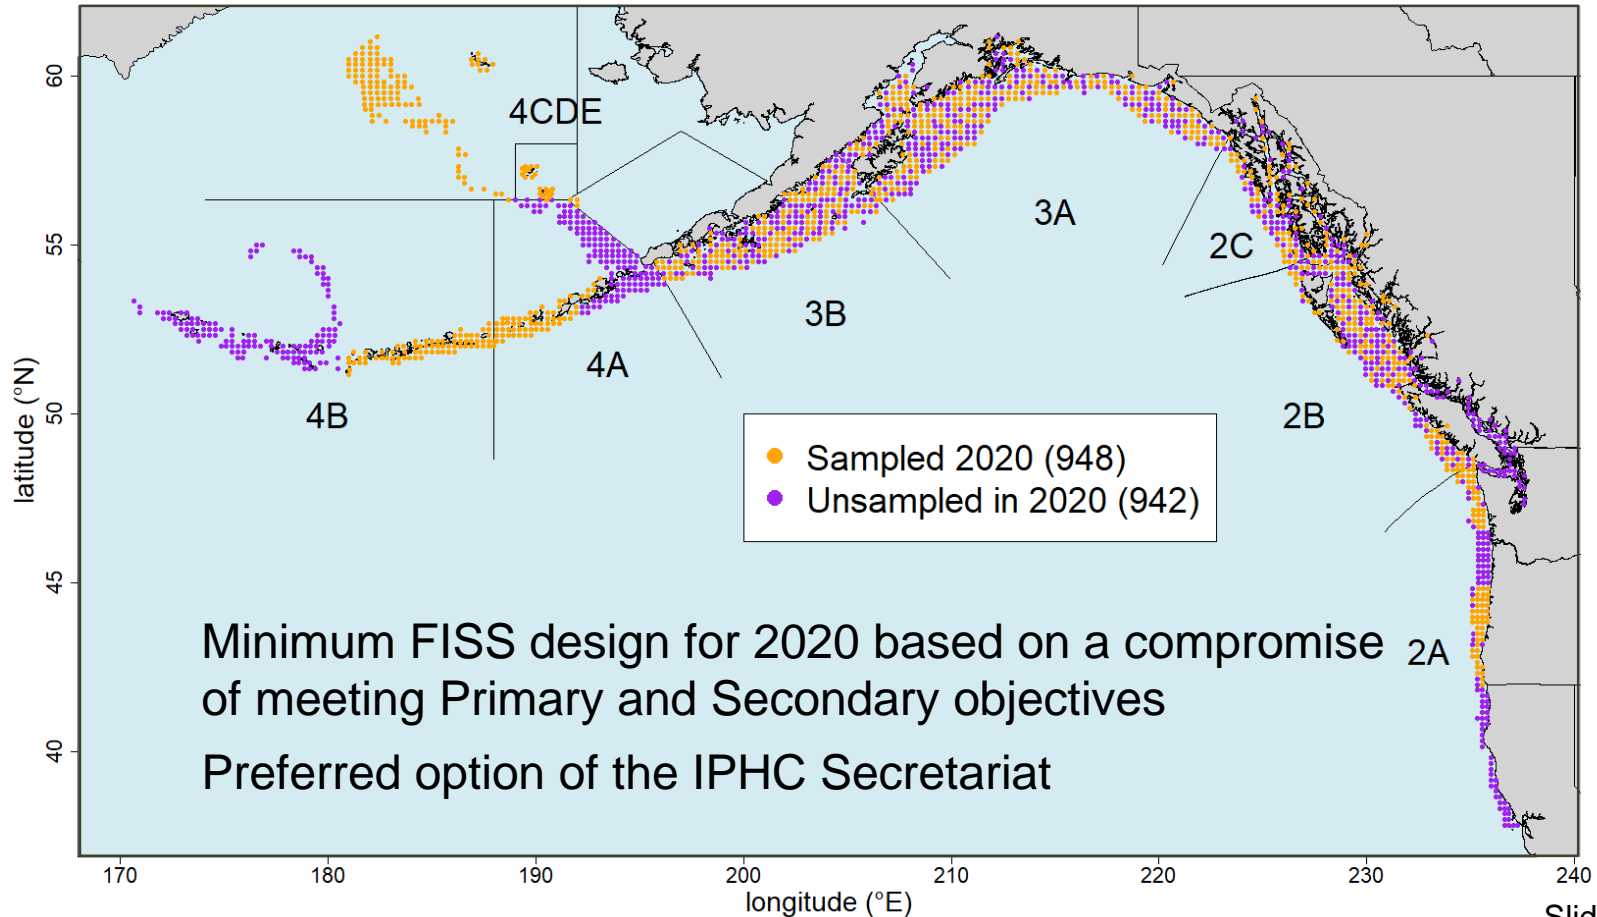 60
55
50
45
40
latitude (°N)
4CDE
3A
2C
3B
4A
2B
4B
Sampled 2020 (948)
Unsampled in 2020 (942)
2A
Minimum FISS design for 2020 based on a compromise
of meeting Primary and Secondary objectives
Preferred option of the IPHC Secretariat
170 180 190 200 210 220 230 240
longitude (°E)
Slid